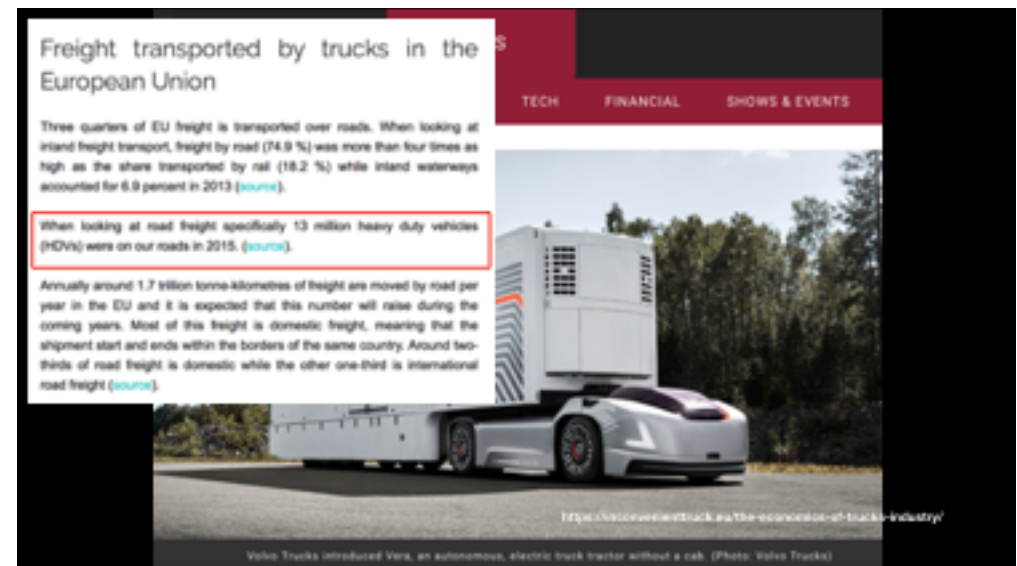 Freight transported by trucks in the
European Union
Three quarters of EU freight is transported over roads. When looking at
inland freight transport, freight by road (74.9 %) was more than four times as
high as the share transported by rail (18.2 %) while inland waterways
accounted for 6.9 percent in 2013 (source).
When looking at road freight specifically 13 million heavy duty vehicles
(HDVs) were on our roads in 2015. (source).
Annually around 1.7 trillion tonne-kilometres of freight are moved by road per
year in the EU and it is expected that this number will raise during the
coming years. Most of this freight is domestic freight, meaning that the
shipment start and ends within the borders of the same country. Around two-
thirds of road freight is domestic while the other one-third is international
road freight (source).
S
TECH FINANCIAL SHOWS & EVENTS
https://inconvenienttruck.eu/the-economics-of-trucks-industry/
Volvo Trucks introduced Vera, an autonomous, electric truck tractor without a cab. (Photo: Volvo Trucks)